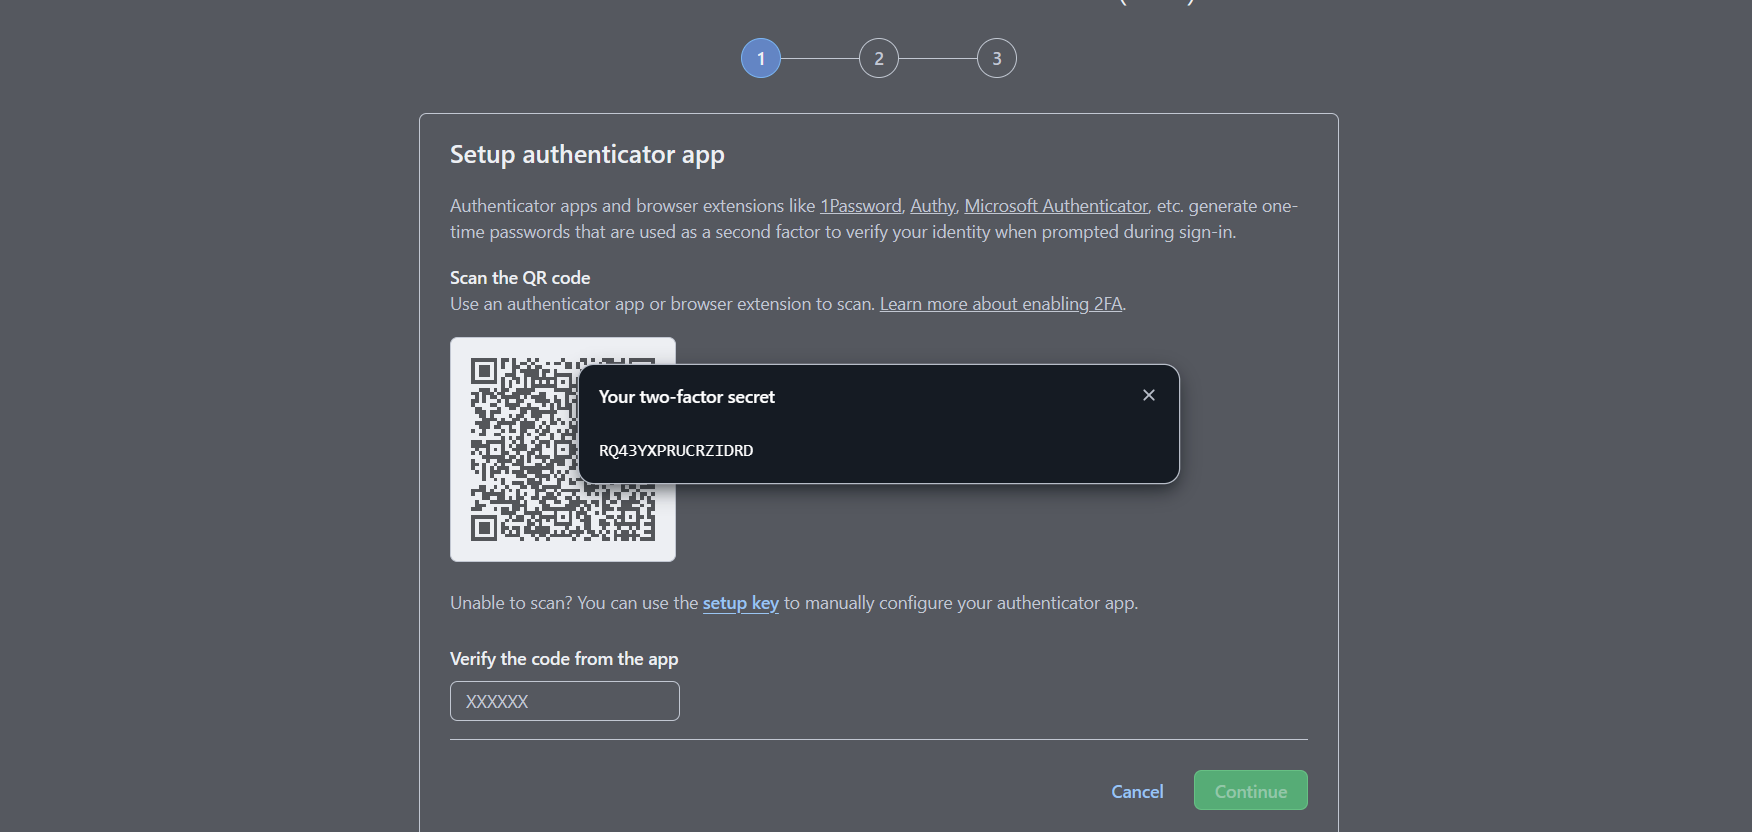 1
2
3
Setup authenticator app
Authenticator apps and browser extensions like 1Password, Authy, Microsoft Authenticator, etc. generate one-
time passwords that are used as a second factor to verify your identity when prompted during sign-in.
Scan the QR code
Use an authenticator app or browser extension to scan. Learn more about enabling 2FA.
Your two-factor secret
RQ43YXPRUCRZIDRD
Unable to scan? You can use the setup key to manually configure your authenticator app.
Verify the code from the app
XXXXXX
Cancel
Continue